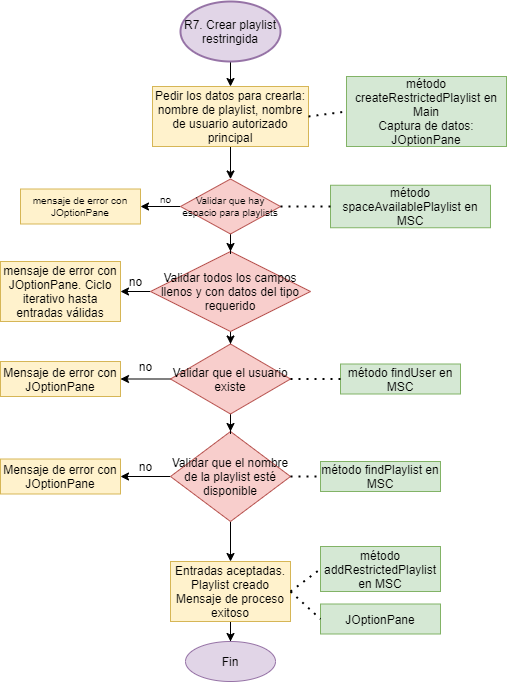 R7. Crear playlist
restringida
Pedir los datos para crearla:
nombre de playlist, nombre
de usuario autorizado
principal
método
createRestrictedPlaylist en
Main
Captura de datos:
JOptionPane
mensaje de error con
JOptionPane
no
Validar que hay
espacio para playlists
método
spaceAvailablePlaylist en
MSC
mensaje de error con
JOptionPane. Ciclo
iterativo hasta
entradas válidas
no
Validar todos los campos
llenos y con datos del tipo
requerido
Mensaje de error con
JOptionPane
no
Validar que el usuario
existe
método findUser en
MSC
Mensaje de error con
JOptionPane
no
Validar que el nombre
de la playlist esté
disponible
método findPlaylist en
MSC
Entradas aceptadas.
Playlist creado
Mensaje de proceso
exitoso
método
addRestrictedPlaylist
en MSC
JOptionPane
Fin